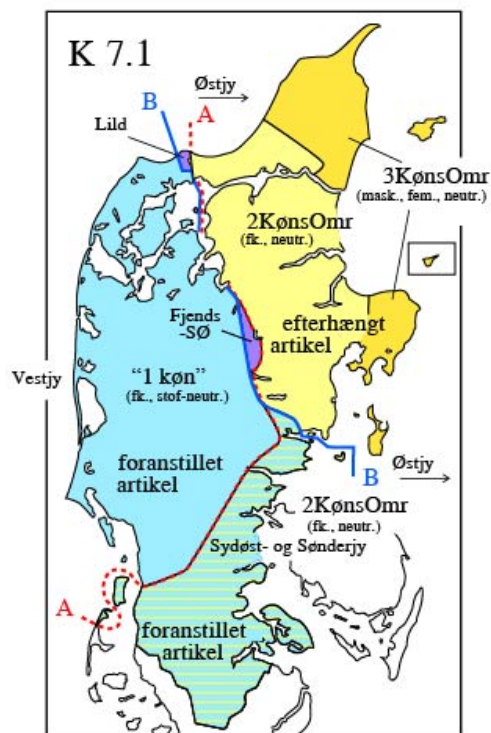 K 7.1
Østjy
B
A
Lild
3KønsOmr
(mask., fem., neutr.)
2KønsOmr
(fk., neutr.)
Fjends
-SØ
efterhængt
artikel
Vestjy
“1 køn”
(fk., stof-neutr.)
foranstillet
artikel
B
Østjy
2KønsOmr
(fk., neutr.)
Sydøst- og Sønderjy
A
foranstillet
artikel